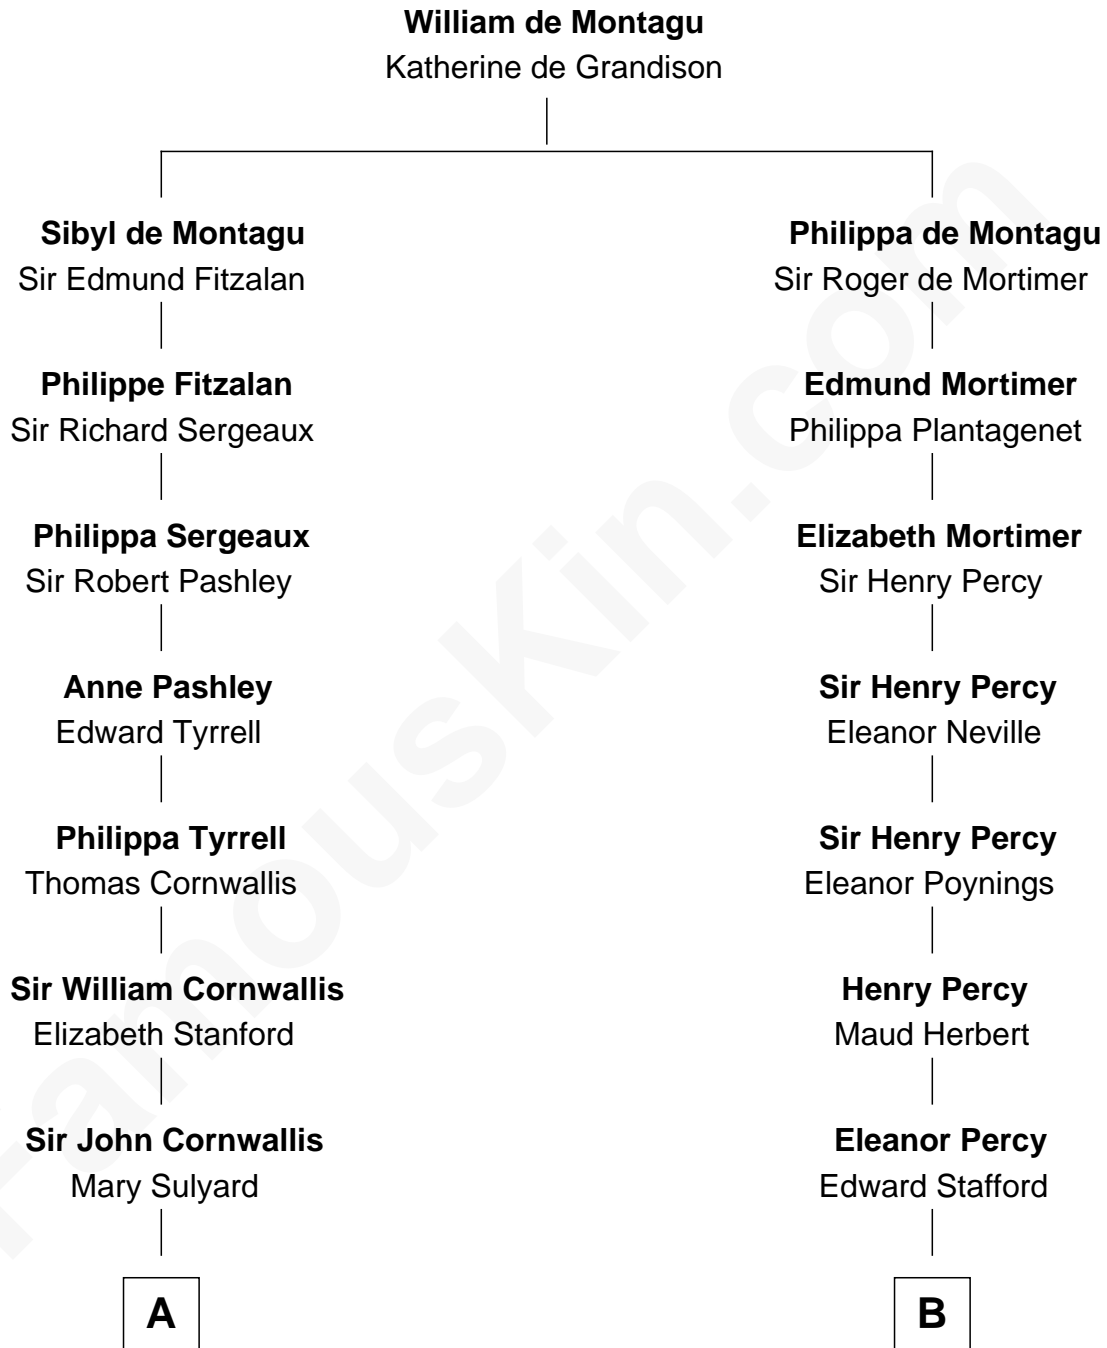 William de Montagu
Katherine de Grandison
Sibyl de Montagu
Sir Edmund Fitzalan
Philippa de Montagu
Sir Roger de Mortimer
Philippe Fitzalan
Sir Richard Sergeaux
Edmund Mortimer
Philippa Plantagenet
Philippa Sergeaux
Sir Robert Pashley
Elizabeth Mortimer
Sir Henry Percy
Anne Pashley
Edward Tyrrell
Sir Henry Percy
Eleanor Neville
Philippa Tyrrell
Thomas Cornwallis
Sir Henry Percy
Eleanor Poynings
Sir William Cornwallis
Elizabeth Stanford
Henry Percy
Maud Herbert
Sir John Cornwallis
Mary Sulyard
Eleanor Percy
Edward Stafford
A
B
FamousKin.com